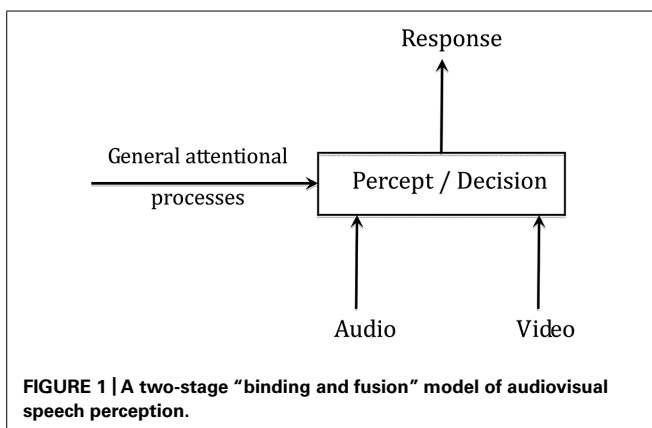 Response
General attentional
processes
Percept / Decision
Audio
Video
FIGURE 1 | A two-stage "binding and fusion" model of audiovisual
speech perception.